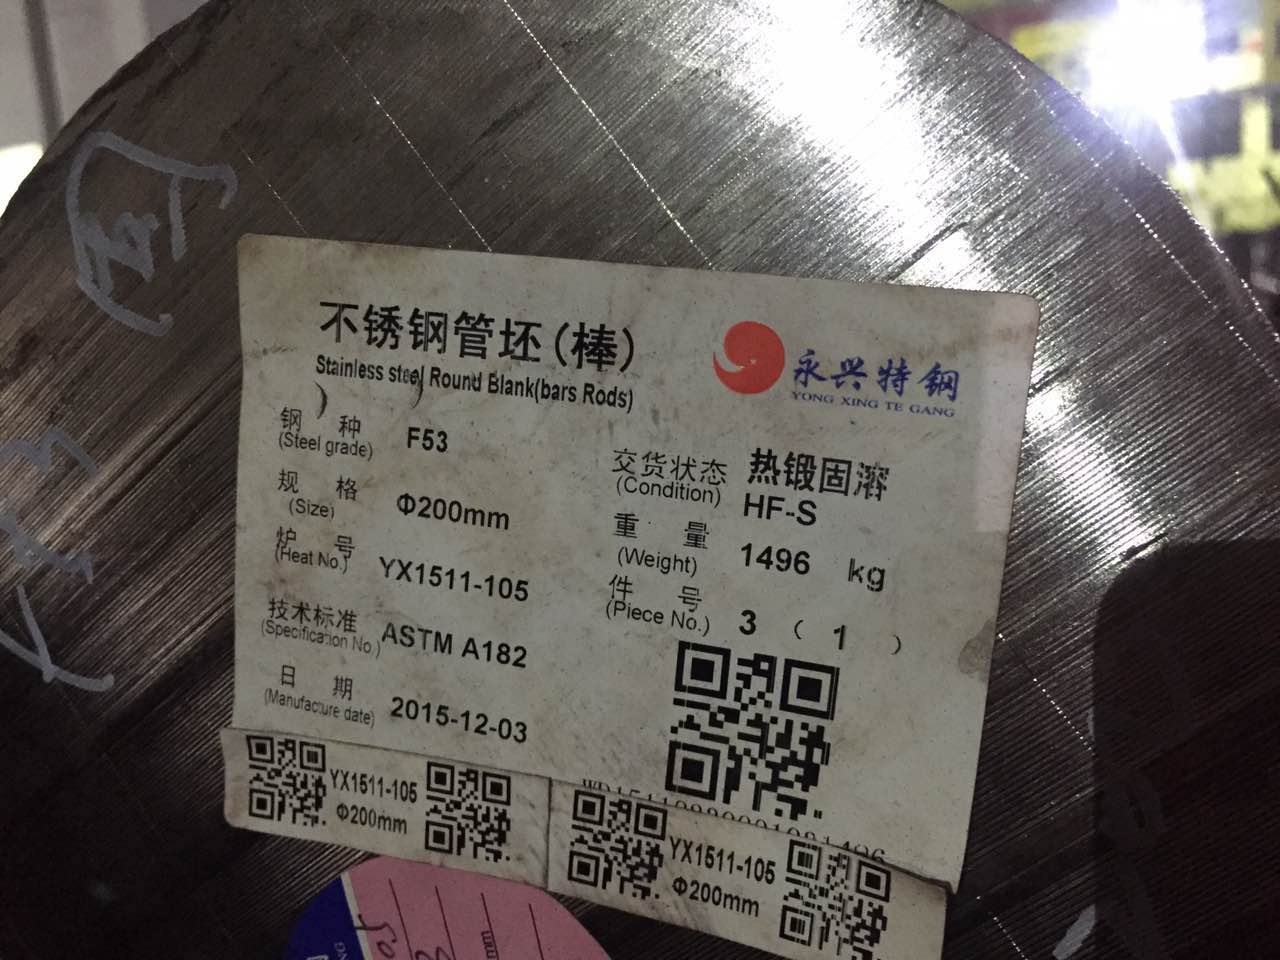 不锈钢管坯(棒)
Stainless steel Round Blank(bars Rods)
永兴特钢
YONG XING TE GANG
钢 种
(Steel grade)
F53
规 格
(Size)
Φ200mm
炉 号
(Heat No.)
YX1511-105
技术标准
(Specification No.)
ASTM A182
日 期
(Manufacture date)
2015-12-03
交货状态
(Condition)
热锻固溶
HF-S
重 量
(Weight)
1496 kg
件 号
(Piece No.)
3 ( 1 )
YX1511-105
Φ200mm
YX1511-105
Φ200mm
mm